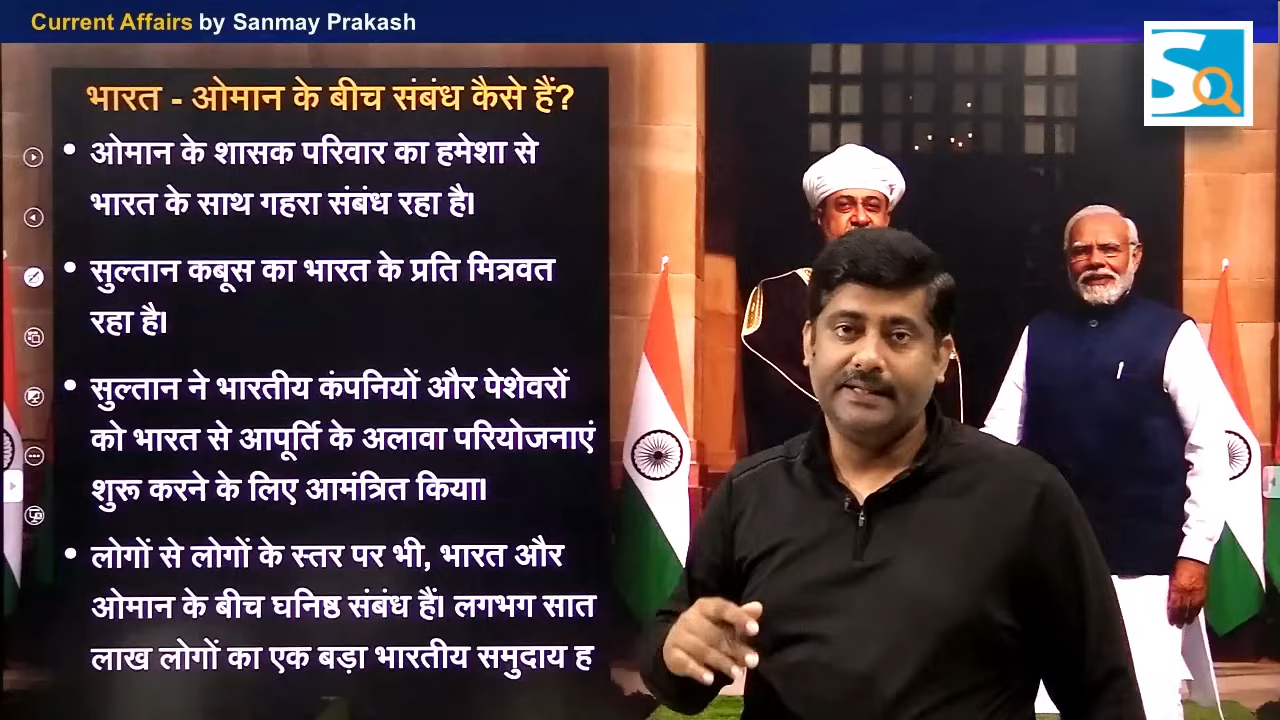 Current Affairs by Sanmay Prakash
SQ
भारत - ओमान के बीच संबंध कैसे हैं?
• ओमान के शासक परिवार का हमेशा से
भारत के साथ गहरा संबंध रहा है।
• सुल्तान कबूस का भारत के प्रति मित्रवत
रहा है।
• सुल्तान ने भारतीय कंपनियों और पेशेवरों
को भारत से आपूर्ति के अलावा परियोजनाएं
शुरू करने के लिए आमंत्रित किया।
• लोगों से लोगों के स्तर पर भी, भारत और
ओमान के बीच घनिष्ठ संबंध हैं। लगभग सात
लाख लोगों का एक बड़ा भारतीय समुदाय ह